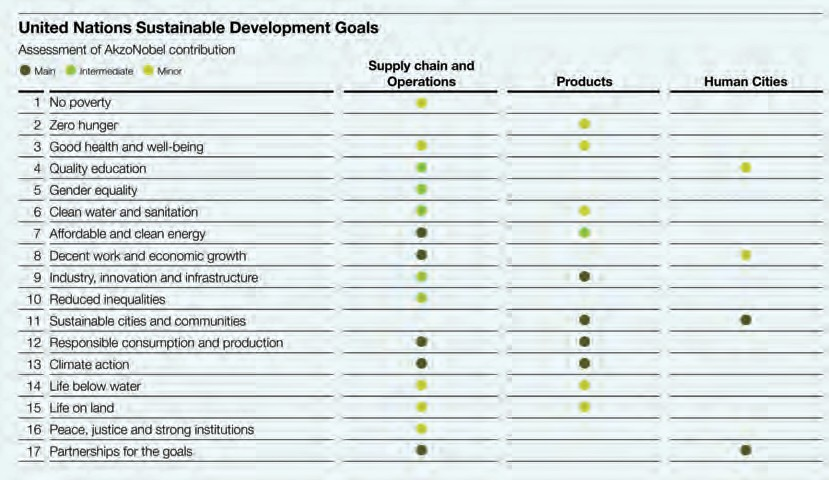 United Nations Sustainable Development Goals
Assessment of AkzoNobel contribution
Main Intermediate Minor
Supply chain and
Operations Products Human Cities
1 No poverty
2 Zero hunger
3 Good health and well-being
4 Quality education
5 Gender equality
6 Clean water and sanitation
7 Affordable and clean energy
8 Decent work and economic growth
9 Industry, innovation and infrastructure
10 Reduced inequalities
11 Sustainable cities and communities
12 Responsible consumption and production
13 Climate action
14 Life below water
15 Life on land
16 Peace, justice and strong institutions
17 Partnerships for the goals